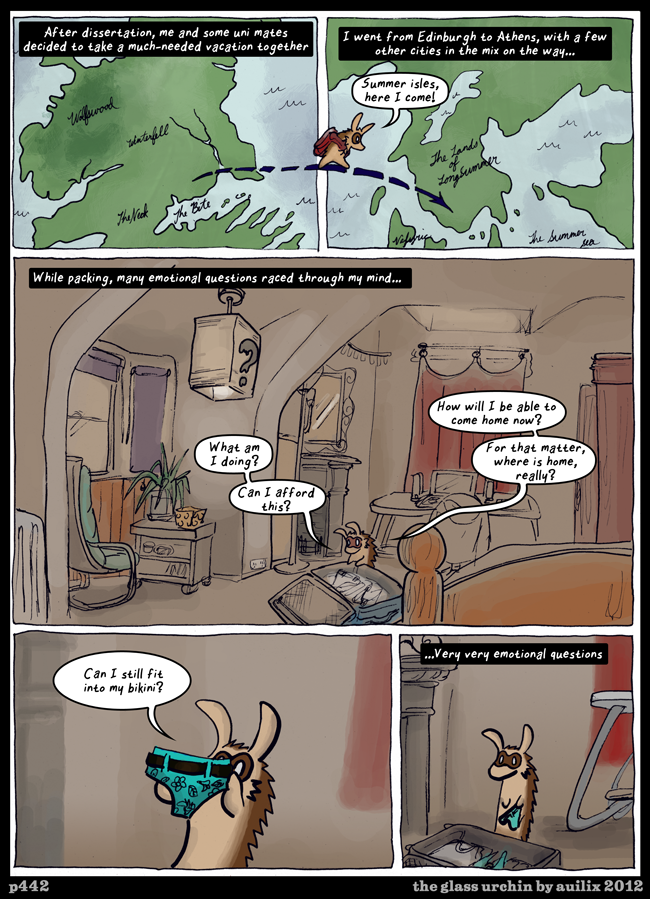 After dissertation, me and some uni mates
decided to take a much-needed vacation together
Wolfswood
Winterfell
The Neck
The Bite
I went from Edinburgh to Athens, with a few
other cities in the mix on the way...
Summer isles,
here I come!
The Lands
of
Long Summer
The Summer
sea
While packing, many emotional questions raced through my mind...
?
What am
I doing?
Can I afford
this?
How will I be able to
come home now?
For that matter,
where is home,
really?
Can I still fit
into my bikini?
...Very very emotional questions
p442
the glass urchin by auilix 2012